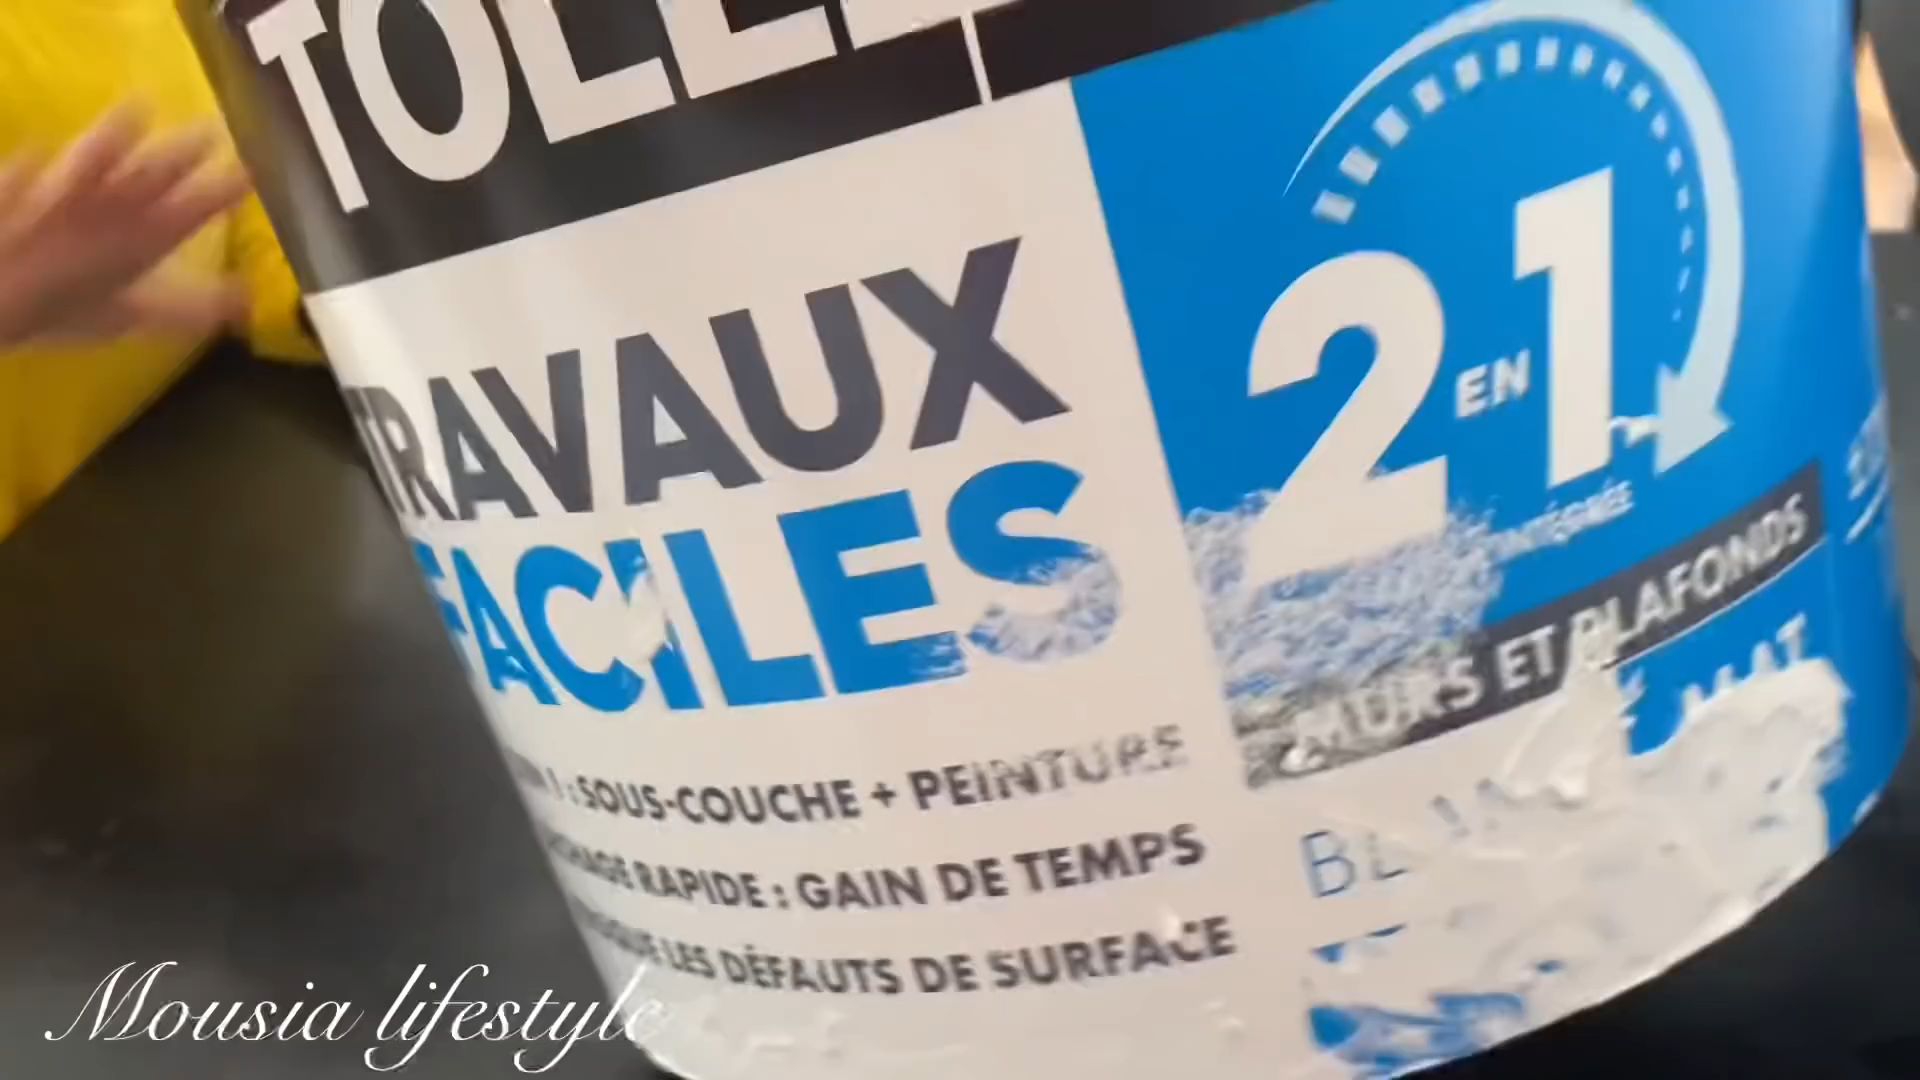 TRAVAUX
FACILES
SOUS-COUCHE + PEINTURE
RAPIDE : GAIN DE TEMPS
LES DÉFAUTS DE SURFACE
2 EN 1
INTÉGRÉE
MURS ET PLAFONDS
MAT
Mousia lifestyle